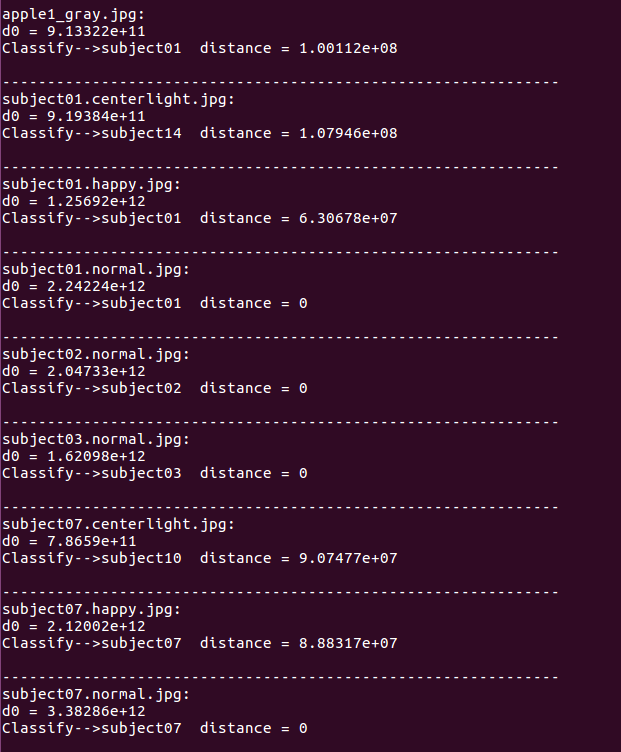 apple1_gray.jpg:
d0 = 9.13322e+11
Classify-->subject01  distance = 1.00112e+08
--------------------------------------------------------------
subject01.centerlight.jpg:
d0 = 9.19384e+11
Classify-->subject14  distance = 1.07946e+08
--------------------------------------------------------------
subject01.happy.jpg:
d0 = 1.25692e+12
Classify-->subject01  distance = 6.30678e+07
--------------------------------------------------------------
subject01.normal.jpg:
d0 = 2.24224e+12
Classify-->subject01  distance = 0
--------------------------------------------------------------
subject02.normal.jpg:
d0 = 2.04733e+12
Classify-->subject02  distance = 0
--------------------------------------------------------------
subject03.normal.jpg:
d0 = 1.62098e+12
Classify-->subject03  distance = 0
--------------------------------------------------------------
subject07.centerlight.jpg:
d0 = 7.8659e+11
Classify-->subject10  distance = 9.07477e+07
--------------------------------------------------------------
subject07.happy.jpg:
d0 = 2.12002e+12
Classify-->subject07  distance = 8.88317e+07
--------------------------------------------------------------
subject07.normal.jpg:
d0 = 3.38286e+12
Classify-->subject07  distance = 0